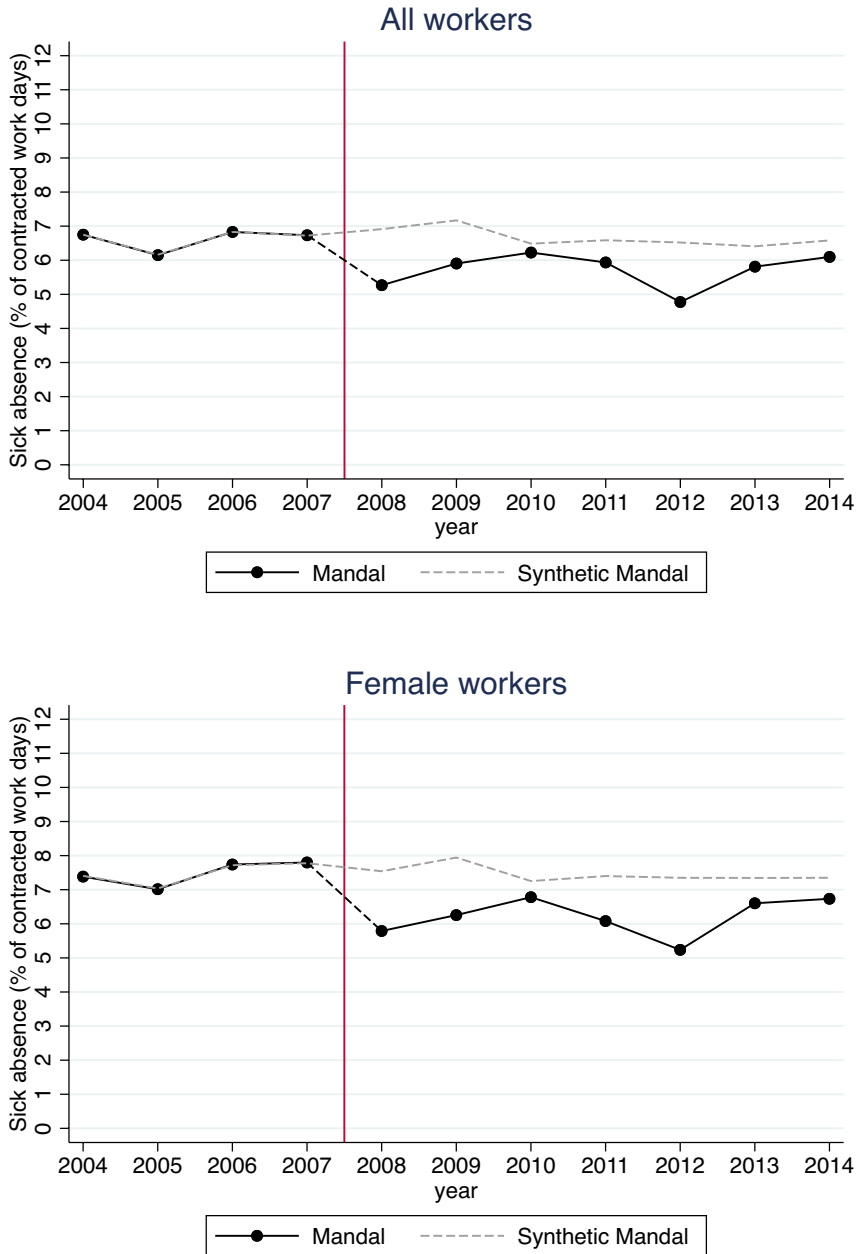 All workers
Sick absence (% of contracted work days)
12
11
10
9
8
7
6
5
4
3
2
1
0
2004 2005 2006 2007 2008 2009 2010 2011 2012 2013 2014
year
Mandal Synthetic Mandal
Female workers
Sick absence (% of contracted work days)
12
11
10
9
8
7
6
5
4
3
2
1
0
2004 2005 2006 2007 2008 2009 2010 2011 2012 2013 2014
year
Mandal Synthetic Mandal